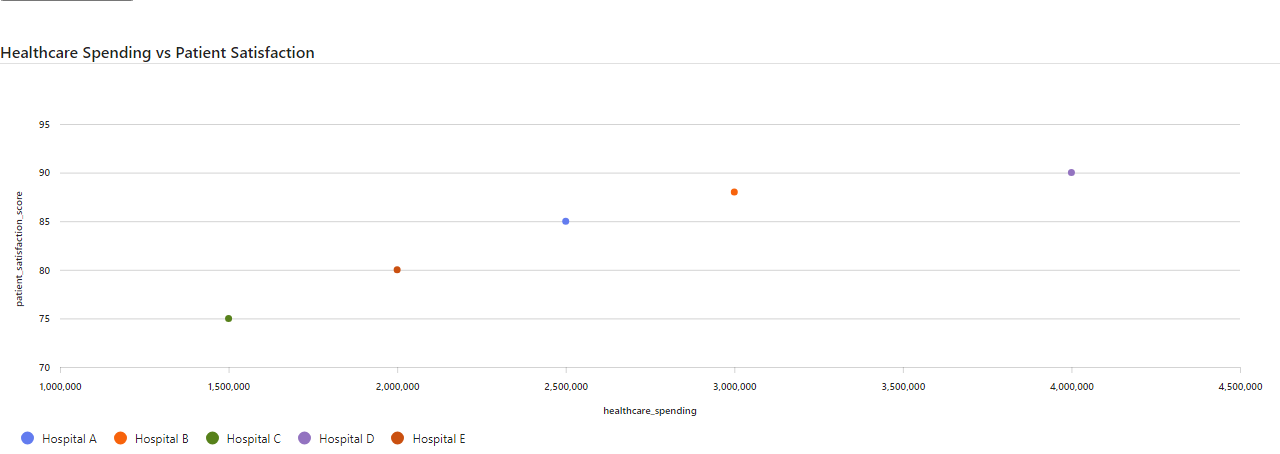 Healthcare Spending vs Patient Satisfaction
95
90
85
80
75
70
patient_satisfaction_score
1,000,000 1,500,000 2,000,000 2,500,000 3,000,000 3,500,000 4,000,000 4,500,000
healthcare_spending
Hospital A Hospital B Hospital C Hospital D Hospital E